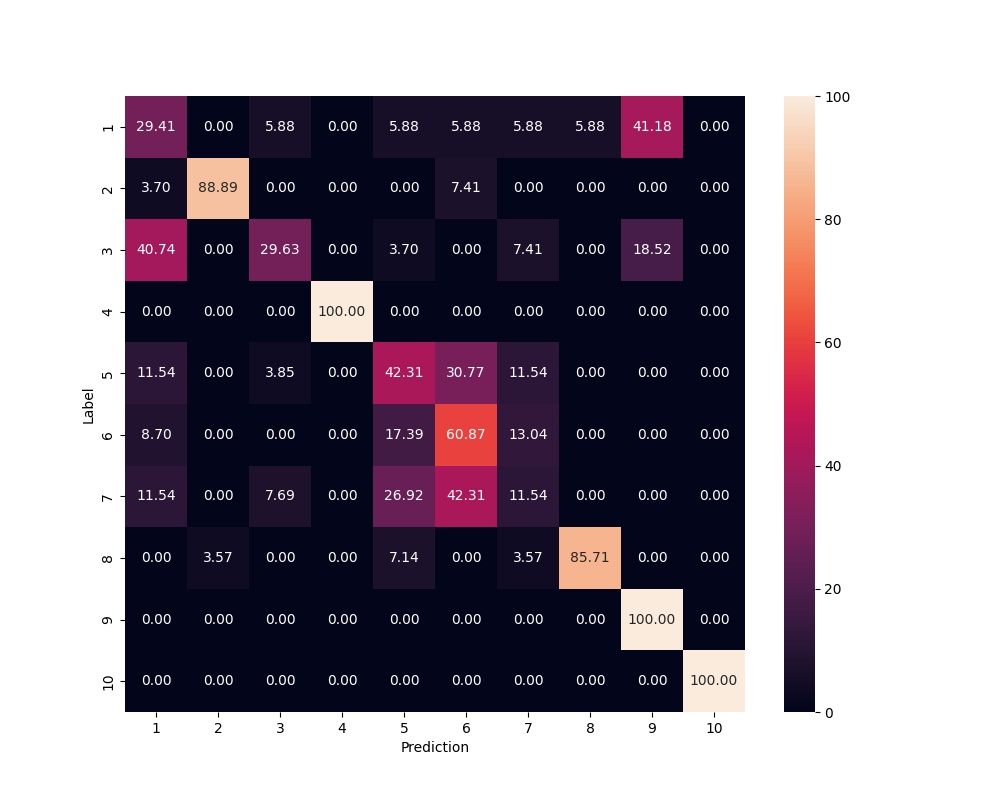 1 29.41 0.00 5.88 0.00 5.88 5.88 5.88 5.88 41.18 0.00
2 3.70 88.89 0.00 0.00 0.00 7.41 0.00 0.00 0.00 0.00
3 40.74 0.00 29.63 0.00 3.70 0.00 7.41 0.00 18.52 0.00
4 0.00 0.00 0.00 100.00 0.00 0.00 0.00 0.00 0.00 0.00
5 11.54 0.00 3.85 0.00 42.31 30.77 11.54 0.00 0.00 0.00
6 8.70 0.00 0.00 0.00 17.39 60.87 13.04 0.00 0.00 0.00
7 11.54 0.00 7.69 0.00 26.92 42.31 11.54 0.00 0.00 0.00
8 0.00 3.57 0.00 0.00 7.14 0.00 3.57 85.71 0.00 0.00
9 0.00 0.00 0.00 0.00 0.00 0.00 0.00 0.00 100.00 0.00
10 0.00 0.00 0.00 0.00 0.00 0.00 0.00 0.00 0.00 100.00
1 2 3 4 5 6 7 8 9 10
Prediction
Label
100
80
60
40
20
0